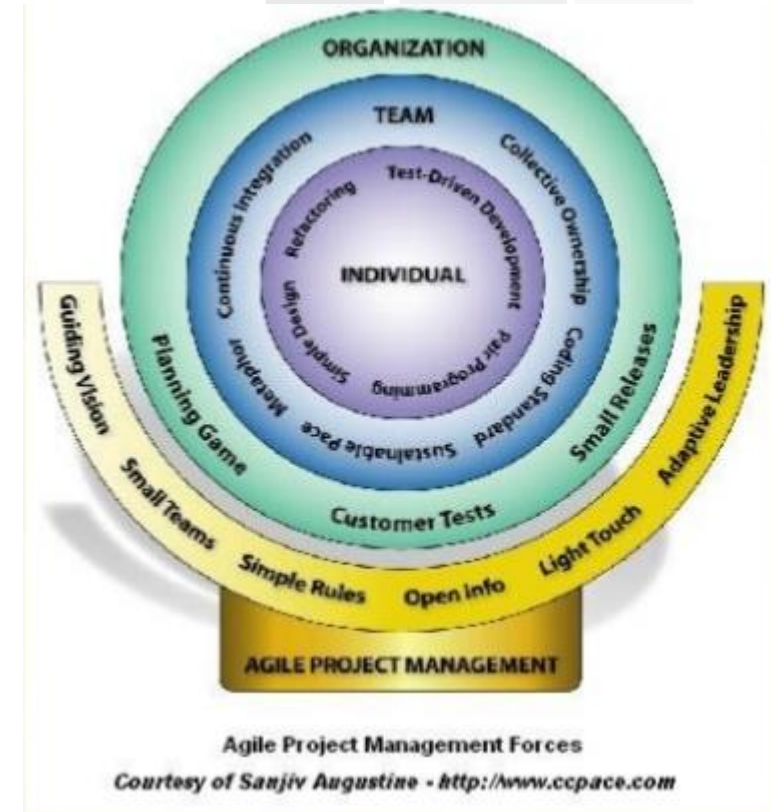 ORGANIZATION
TEAM
Continuous Integration
Collective Ownership
Refactoring
Test-Driven Development
INDIVIDUAL
Simple Design
Pair Programming
Metaphor
Coding Standard
Sustainable Pace
Planning Game
Small Releases
Customer Tests
Guiding Vision
Small Teams
Simple Rules
Open info
Light Touch
Adaptive Leadership
AGILE PROJECT MANAGEMENT
Agile Project Management Forces
Courtesy of Sanjiv Augustine - http://www.ccpace.com